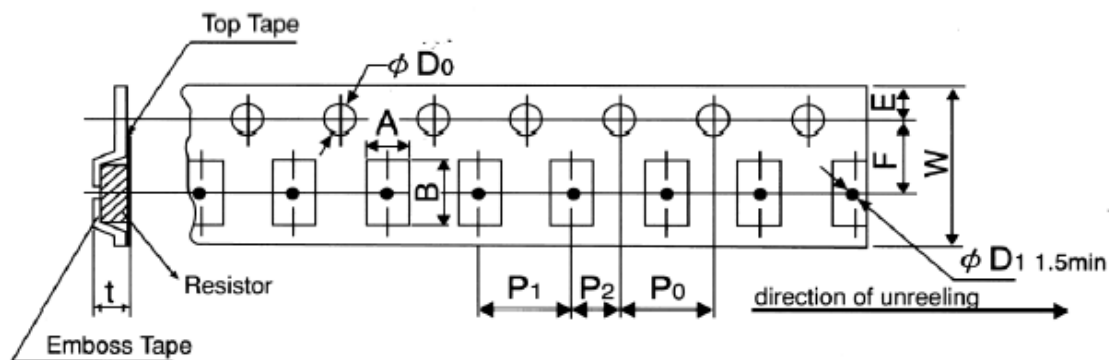 Top Tape
φ D0
A
B
E
F
W
φ D1 1.5min
Resistor
t
P1
P2
P0
direction of unreeling
Emboss Tape